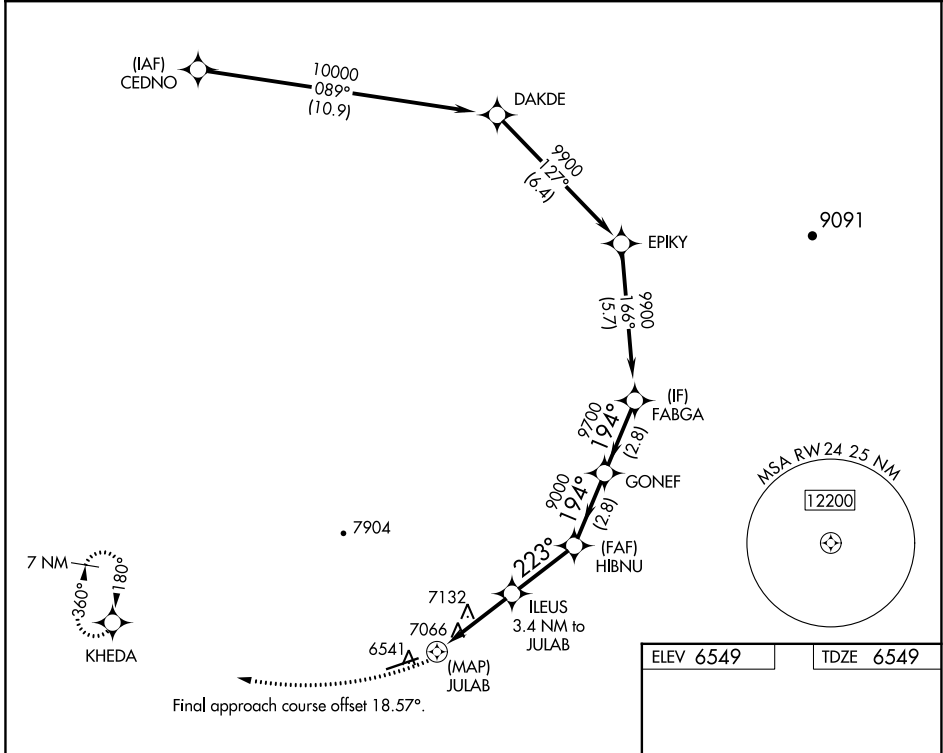 (IAF)
CEDNO
10000
089°
(10.9)
DAKDE
9900
127°
(6.4)
EPIKY
9091
9900
166°
(5.7)
(IF)
FABGA
9700
194°
(2.8)
GONEF
9000
194°
(2.8)
(FAF)
HIBNU
MSA RW24 25 NM
12200
7904
7 NM
360°
180°
KHEDA
223°
ILEUS
3.4 NM to
JULAB
7132
7066
6541
(MAP)
JULAB
Final approach course offset 18.57°.
ELEV 6549
TDZE 6549